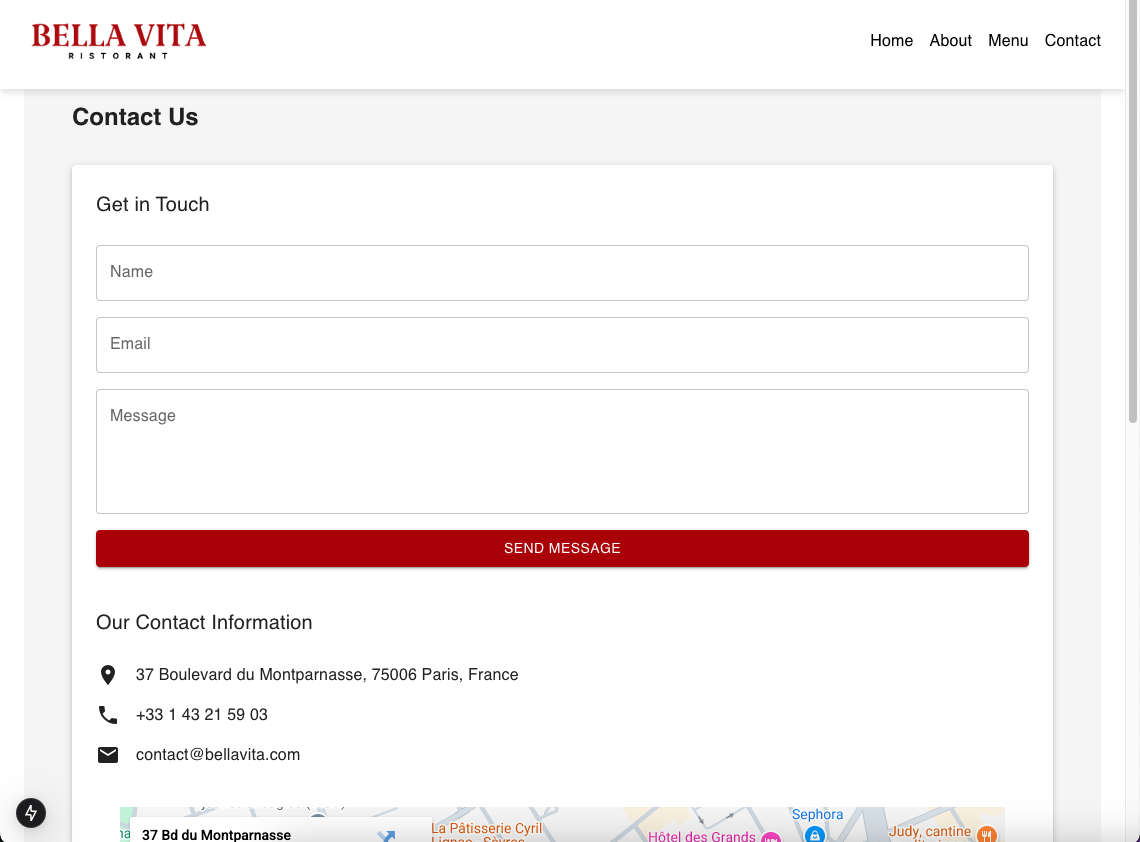 BELLA VITA
RISTORANT
Home About Menu Contact
Contact Us
Get in Touch
Name
Email
Message
SEND MESSAGE
Our Contact Information
37 Boulevard du Montparnasse, 75006 Paris, France
+33 1 43 21 59 03
contact@bellavita.com
Sephora
La Pâtisserie Cyril
37 Bd du Montparnasse
Hôtel des Grands
Judy, cantine